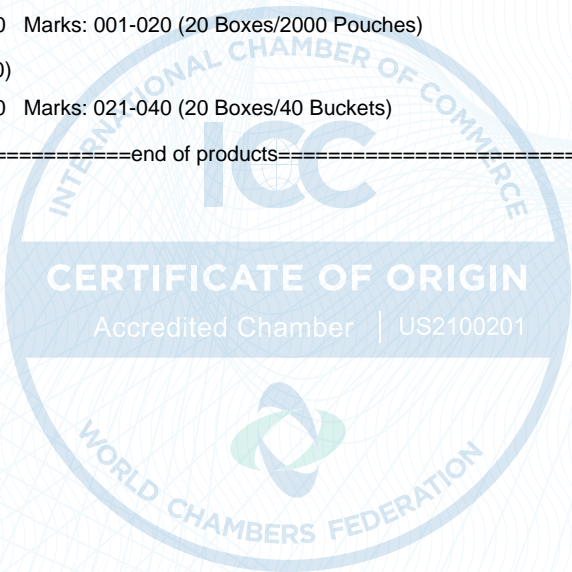 0 Marks: 001-020 (20 Boxes/2000 Pouches)
0)
0 Marks: 021-040 (20 Boxes/40 Buckets)
===========end of products========================
INTERNATIONAL CHAMBER OF COMMERCE
ICC
CERTIFICATE OF ORIGIN
Accredited Chamber | US2100201
WORLD CHAMBERS FEDERATION